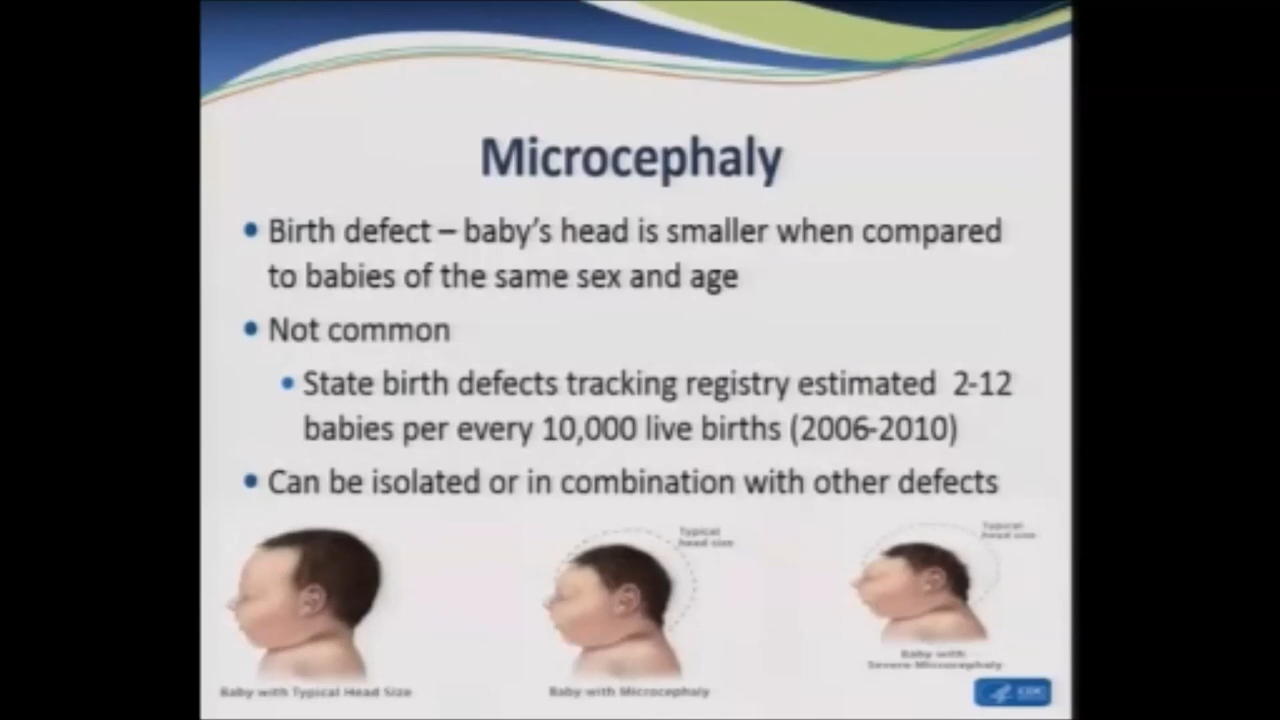 Microcephaly
• Birth defect – baby's head is smaller when compared
to babies of the same sex and age
• Not common
• State birth defects tracking registry estimated 2-12
babies per every 10,000 live births (2006-2010)
• Can be isolated or in combination with other defects
Typical
head size
Typical
head size
Baby with Typical Head Size
Baby with Microcephaly
Baby with
Severe Microcephaly
CDC